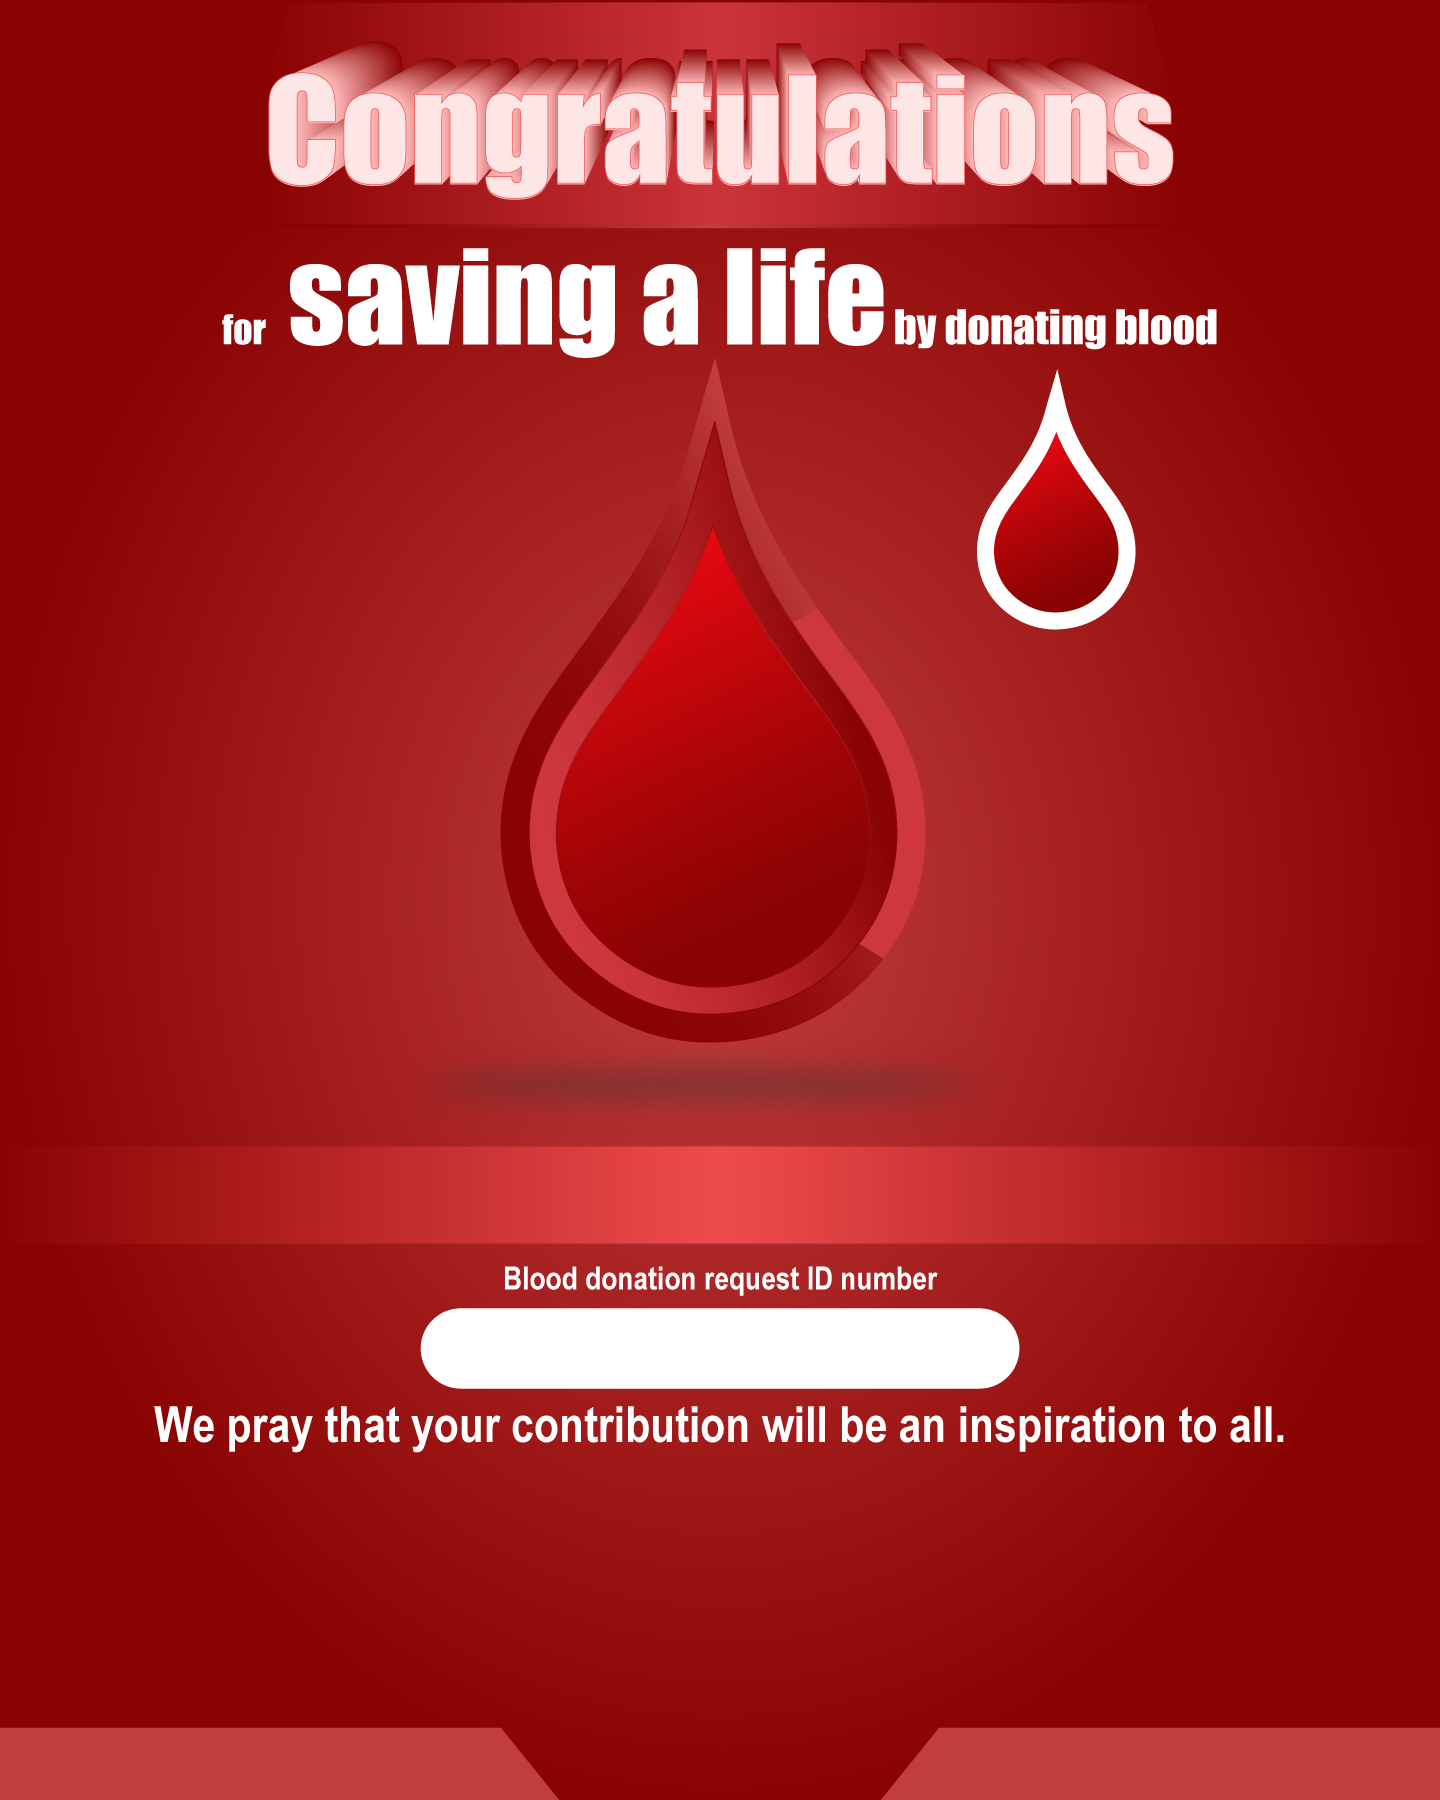 Congratulations
for saving a life by donating blood
Blood donation request ID number
We pray that your contribution will be an inspiration to all.